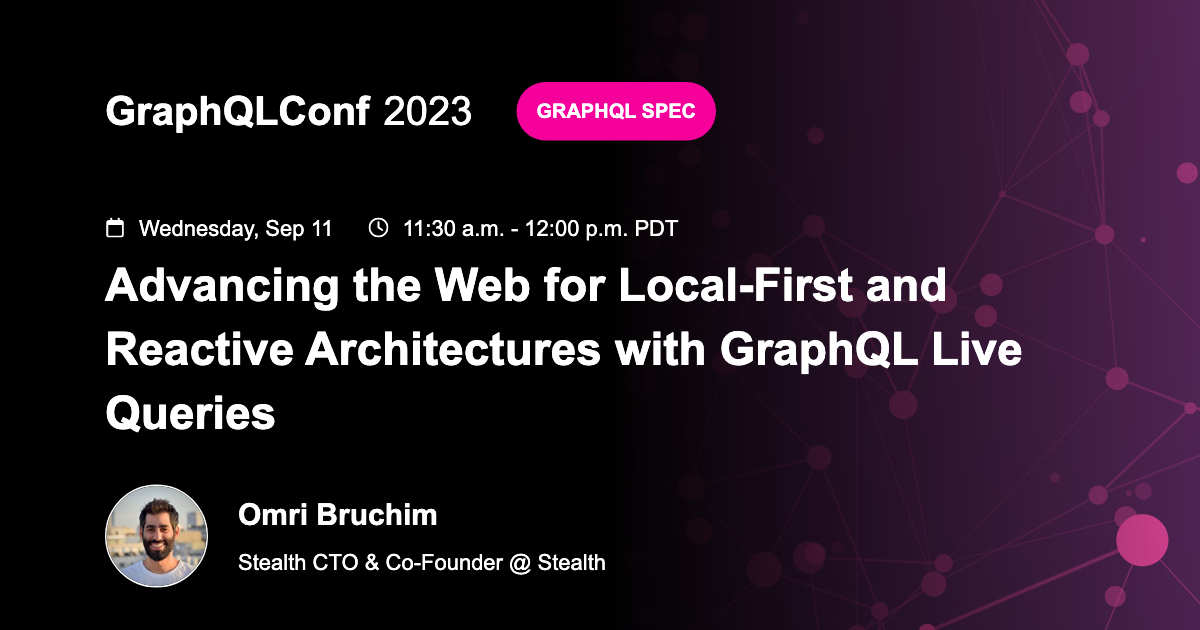 GraphQLConf 2023
GRAPHQL SPEC
Wednesday, Sep 11
11:30 a.m. - 12:00 p.m. PDT
Advancing the Web for Local-First and
Reactive Architectures with GraphQL Live
Queries
Omri Bruchim
Stealth CTO & Co-Founder @ Stealth